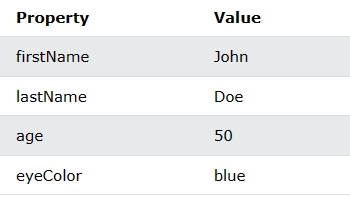 Property Value
firstName John
lastName Doe
age 50
eyeColor blue